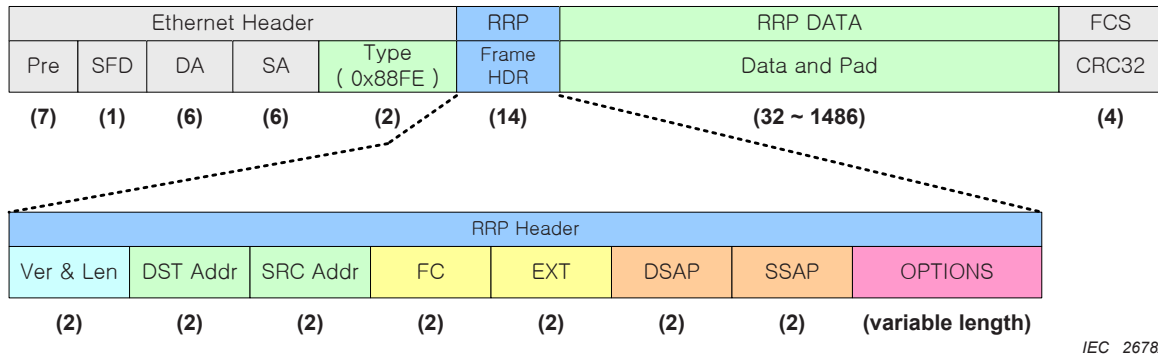 Ethernet Header RRP RRP DATA FCS
Pre SFD DA SA Type ( 0x88FE ) Frame HDR Data and Pad CRC32
(7) (1) (6) (6) (2) (14) (32 ~ 1486) (4)
RRP Header
Ver & Len DST Addr SRC Addr FC EXT DSAP SSAP OPTIONS
(2) (2) (2) (2) (2) (2) (2) (variable length)
IEC 2678